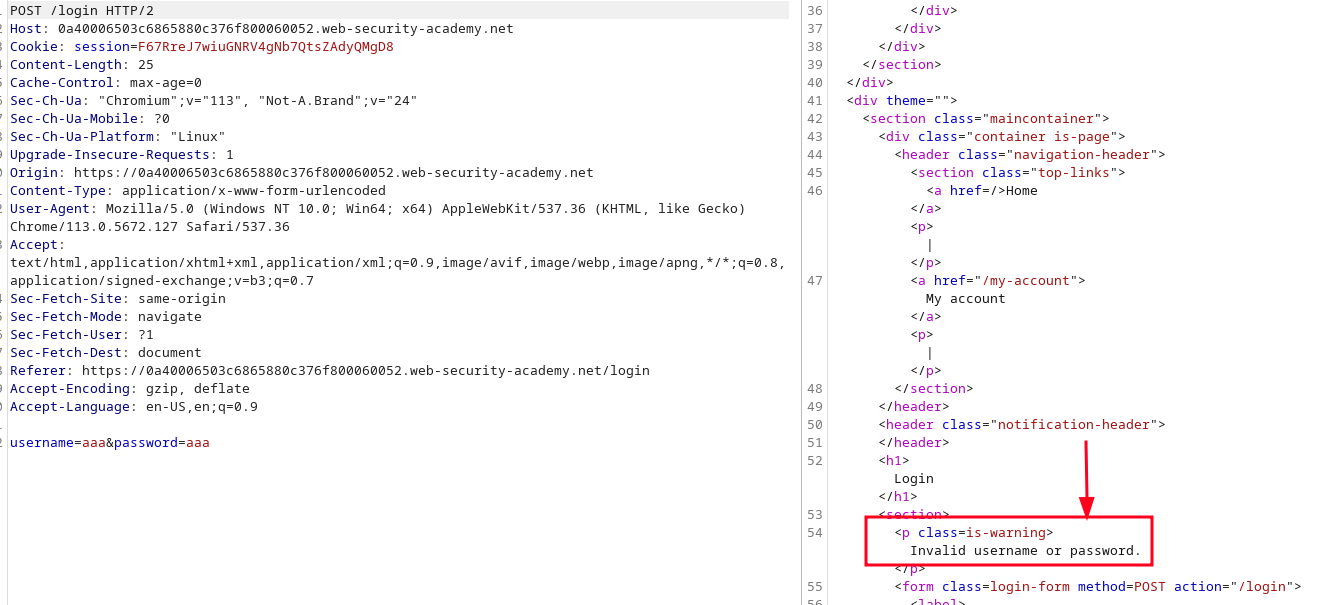 POST /login HTTP/2
Host: 0a40006503c6865880c376f800060052.web-security-academy.net
Cookie: session=F67RreJ7wiuGNRV4gNb7QtsZAdyQMgD8
Content-Length: 25
Cache-Control: max-age=0
Sec-Ch-Ua: "Chromium";v="113", "Not-A.Brand";v="24"
Sec-Ch-Ua-Mobile: ?0
Sec-Ch-Ua-Platform: "Linux"
Upgrade-Insecure-Requests: 1
Origin: https://0a40006503c6865880c376f800060052.web-security-academy.net
Content-Type: application/x-www-form-urlencoded
User-Agent: Mozilla/5.0 (Windows NT 10.0; Win64; x64) AppleWebKit/537.36 (KHTML, like Gecko)
Chrome/113.0.5672.127 Safari/537.36
Accept:
text/html,application/xhtml+xml,application/xml;q=0.9,image/avif,image/webp,image/apng,*/*;q=0.8,
application/signed-exchange;v=b3;q=0.7
Sec-Fetch-Site: same-origin
Sec-Fetch-Mode: navigate
Sec-Fetch-User: ?1
Sec-Fetch-Dest: document
Referer: https://0a40006503c6865880c376f800060052.web-security-academy.net/login
Accept-Encoding: gzip, deflate
Accept-Language: en-US,en;q=0.9
username=aaa&password=aaa
36 </div>
37 </div>
38 </div>
39 </section>
40 </div>
41 <div theme="">
42 <section class="maincontainer">
43 <div class="container is-page">
44 <header class="navigation-header">
45 <section class="top-links">
46 <a href=/>Home
</a>
<p>
|
</p>
47 <a href="/my-account">
My account
</a>
<p>
|
</p>
48 </section>
49 </header>
50 <header class="notification-header">
51 </header>
52 <h1>
Login
</h1>
53 <section>
54 <p class=is-warning>
Invalid username or password.
</p>
55 <form class=login-form method=POST action="/login">
56 <label>